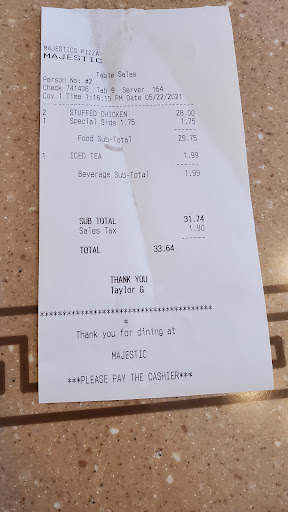 MAJESTICS PIZZA
MAJESTIC
Table Sales
Person No: #2
Check 741436 Tab 9 Server 164
Cov 1 Time 1:16:15 PM Date 05/22/2021
2 STUFFED CHICKEN 28.00
1 Special Side 1.75 1.75
Food Sub-Total 29.75
1 ICED TEA 1.99
Beverage Sub-Total 1.99
SUB TOTAL 31.74
Sales Tax 1.90
TOTAL 33.64
THANK YOU
Taylor G
***************************************
*
Thank you for dining at
MAJESTIC
***PLEASE PAY THE CASHIER***